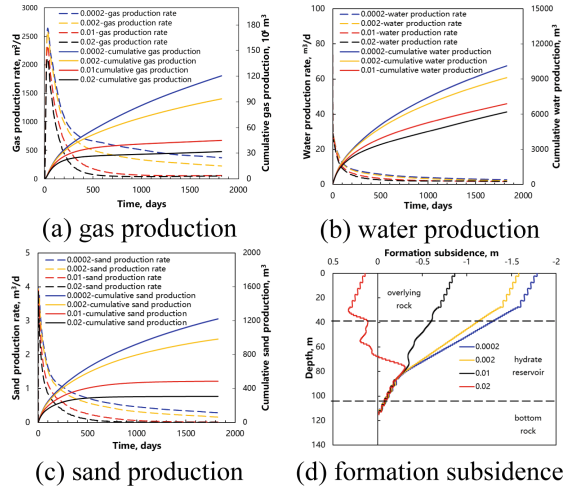 3000
2500
2000
1500
1000
500
0
0.0002-gas production rate
0.002-gas production rate
0.01-gas production rate
0.02-gas production rate
0.0002-cumulative gas production
0.002-cumulative gas production
0.01cumulative gas production
0.02-cumulative gas production
180
150
120
90
60
30
0
Gas production rate, m³/d
Cumulative gas production, 10⁴ m³
0 500 1000 1500 2000
Time, days
(a) gas production
100
80
60
40
20
0
0.0002-water production rate
0.002-water production rate
0.01-water production rate
0.02-water production rate
0.0002-cumulative water production
0.002-cumulative water production
0.01-cumulative water production
15000
12000
9000
6000
3000
0
Water production rate, m³/d
Cumulative watr production, m³
0 500 1000 1500 2000
Time, days
(b) water production
5
4
3
2
1
0
0.0002-sand production rate
0.002-sand production rate
0.01-sand production rate
0.02-sand production rate
0.0002-cumulative sand production
0.002-cumulative sand production
0.01-cumulative sand production
0.02-cumulative sand production
2000
1600
1200
800
400
0
Sand production rate, m³/d
Cumulative sand production, m³
0 500 1000 1500 2000
Time, days
(c) sand production
Formation subsidence, m
0.5 0 -0.5 -1 -1.5 -2
0
20
40
60
80
100
120
140
Depth, m
overlying
rock
0.0002
0.002
0.01
0.02
hydrate
reservoir
bottom
rock
(d) formation subsidence